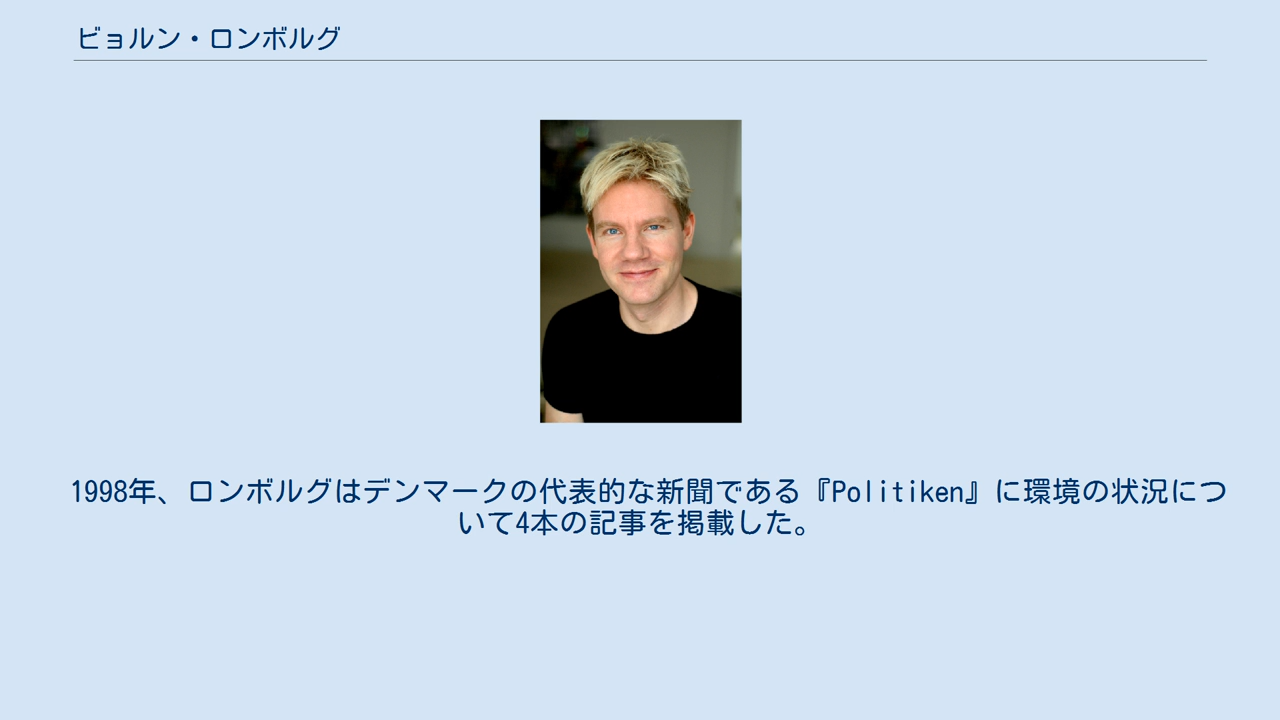 ビョルン・ロンボルグ
1998年、ロンボルグはデンマークの代表的な新聞である『Politiken』に環境の状況につ
いて4本の記事を掲載した。